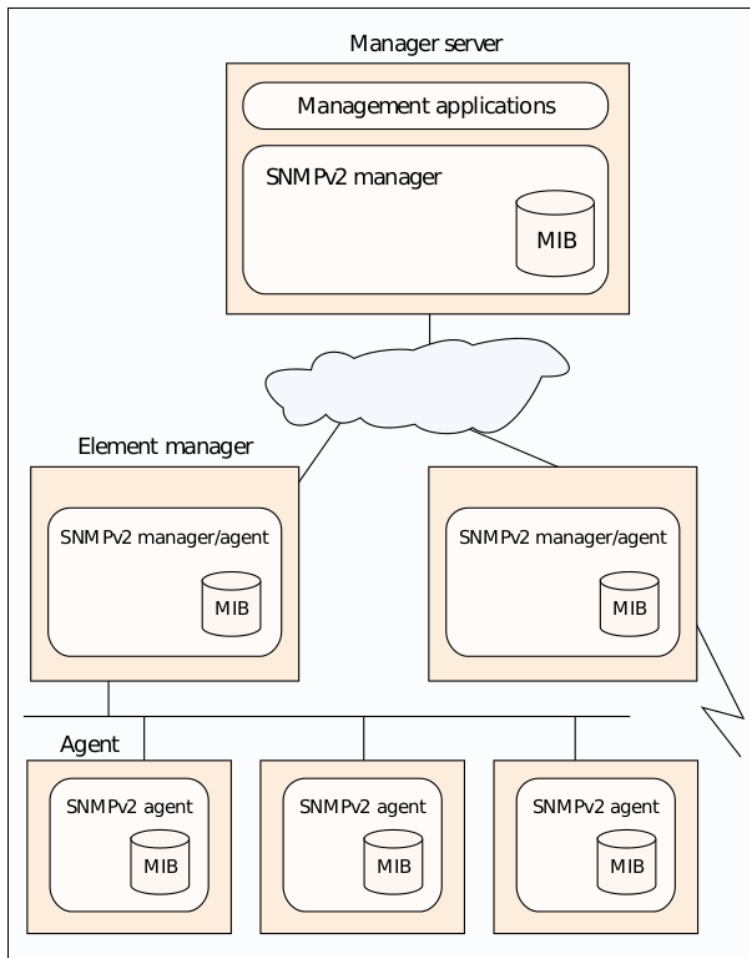 Manager server
Management applications
SNMPv2 manager
MIB
Element manager
SNMPv2 manager/agent
MIB
SNMPv2 manager/agent
MIB
Agent
SNMPv2 agent
MIB
SNMPv2 agent
MIB
SNMPv2 agent
MIB